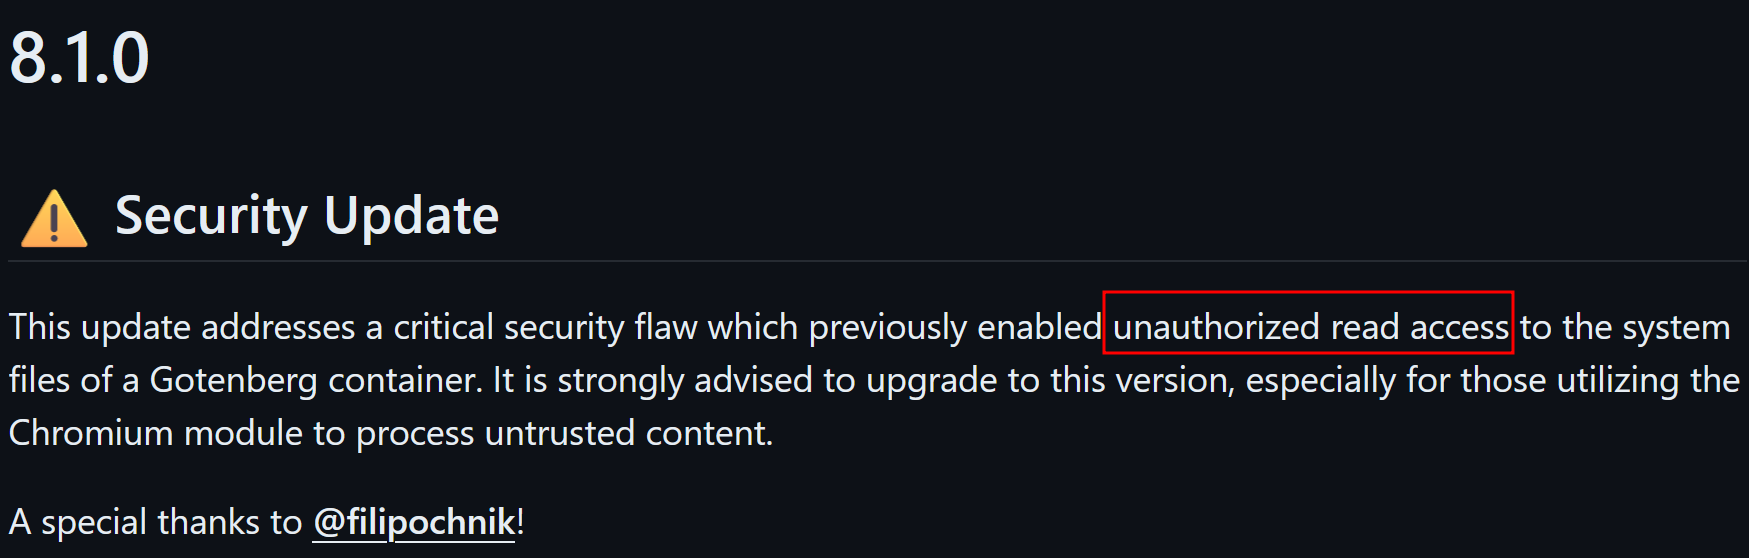 8.1.0
⚠️ Security Update
This update addresses a critical security flaw which previously enabled unauthorized read access to the system
files of a Gotenberg container. It is strongly advised to upgrade to this version, especially for those utilizing the
Chromium module to process untrusted content.
A special thanks to @filipochnik!